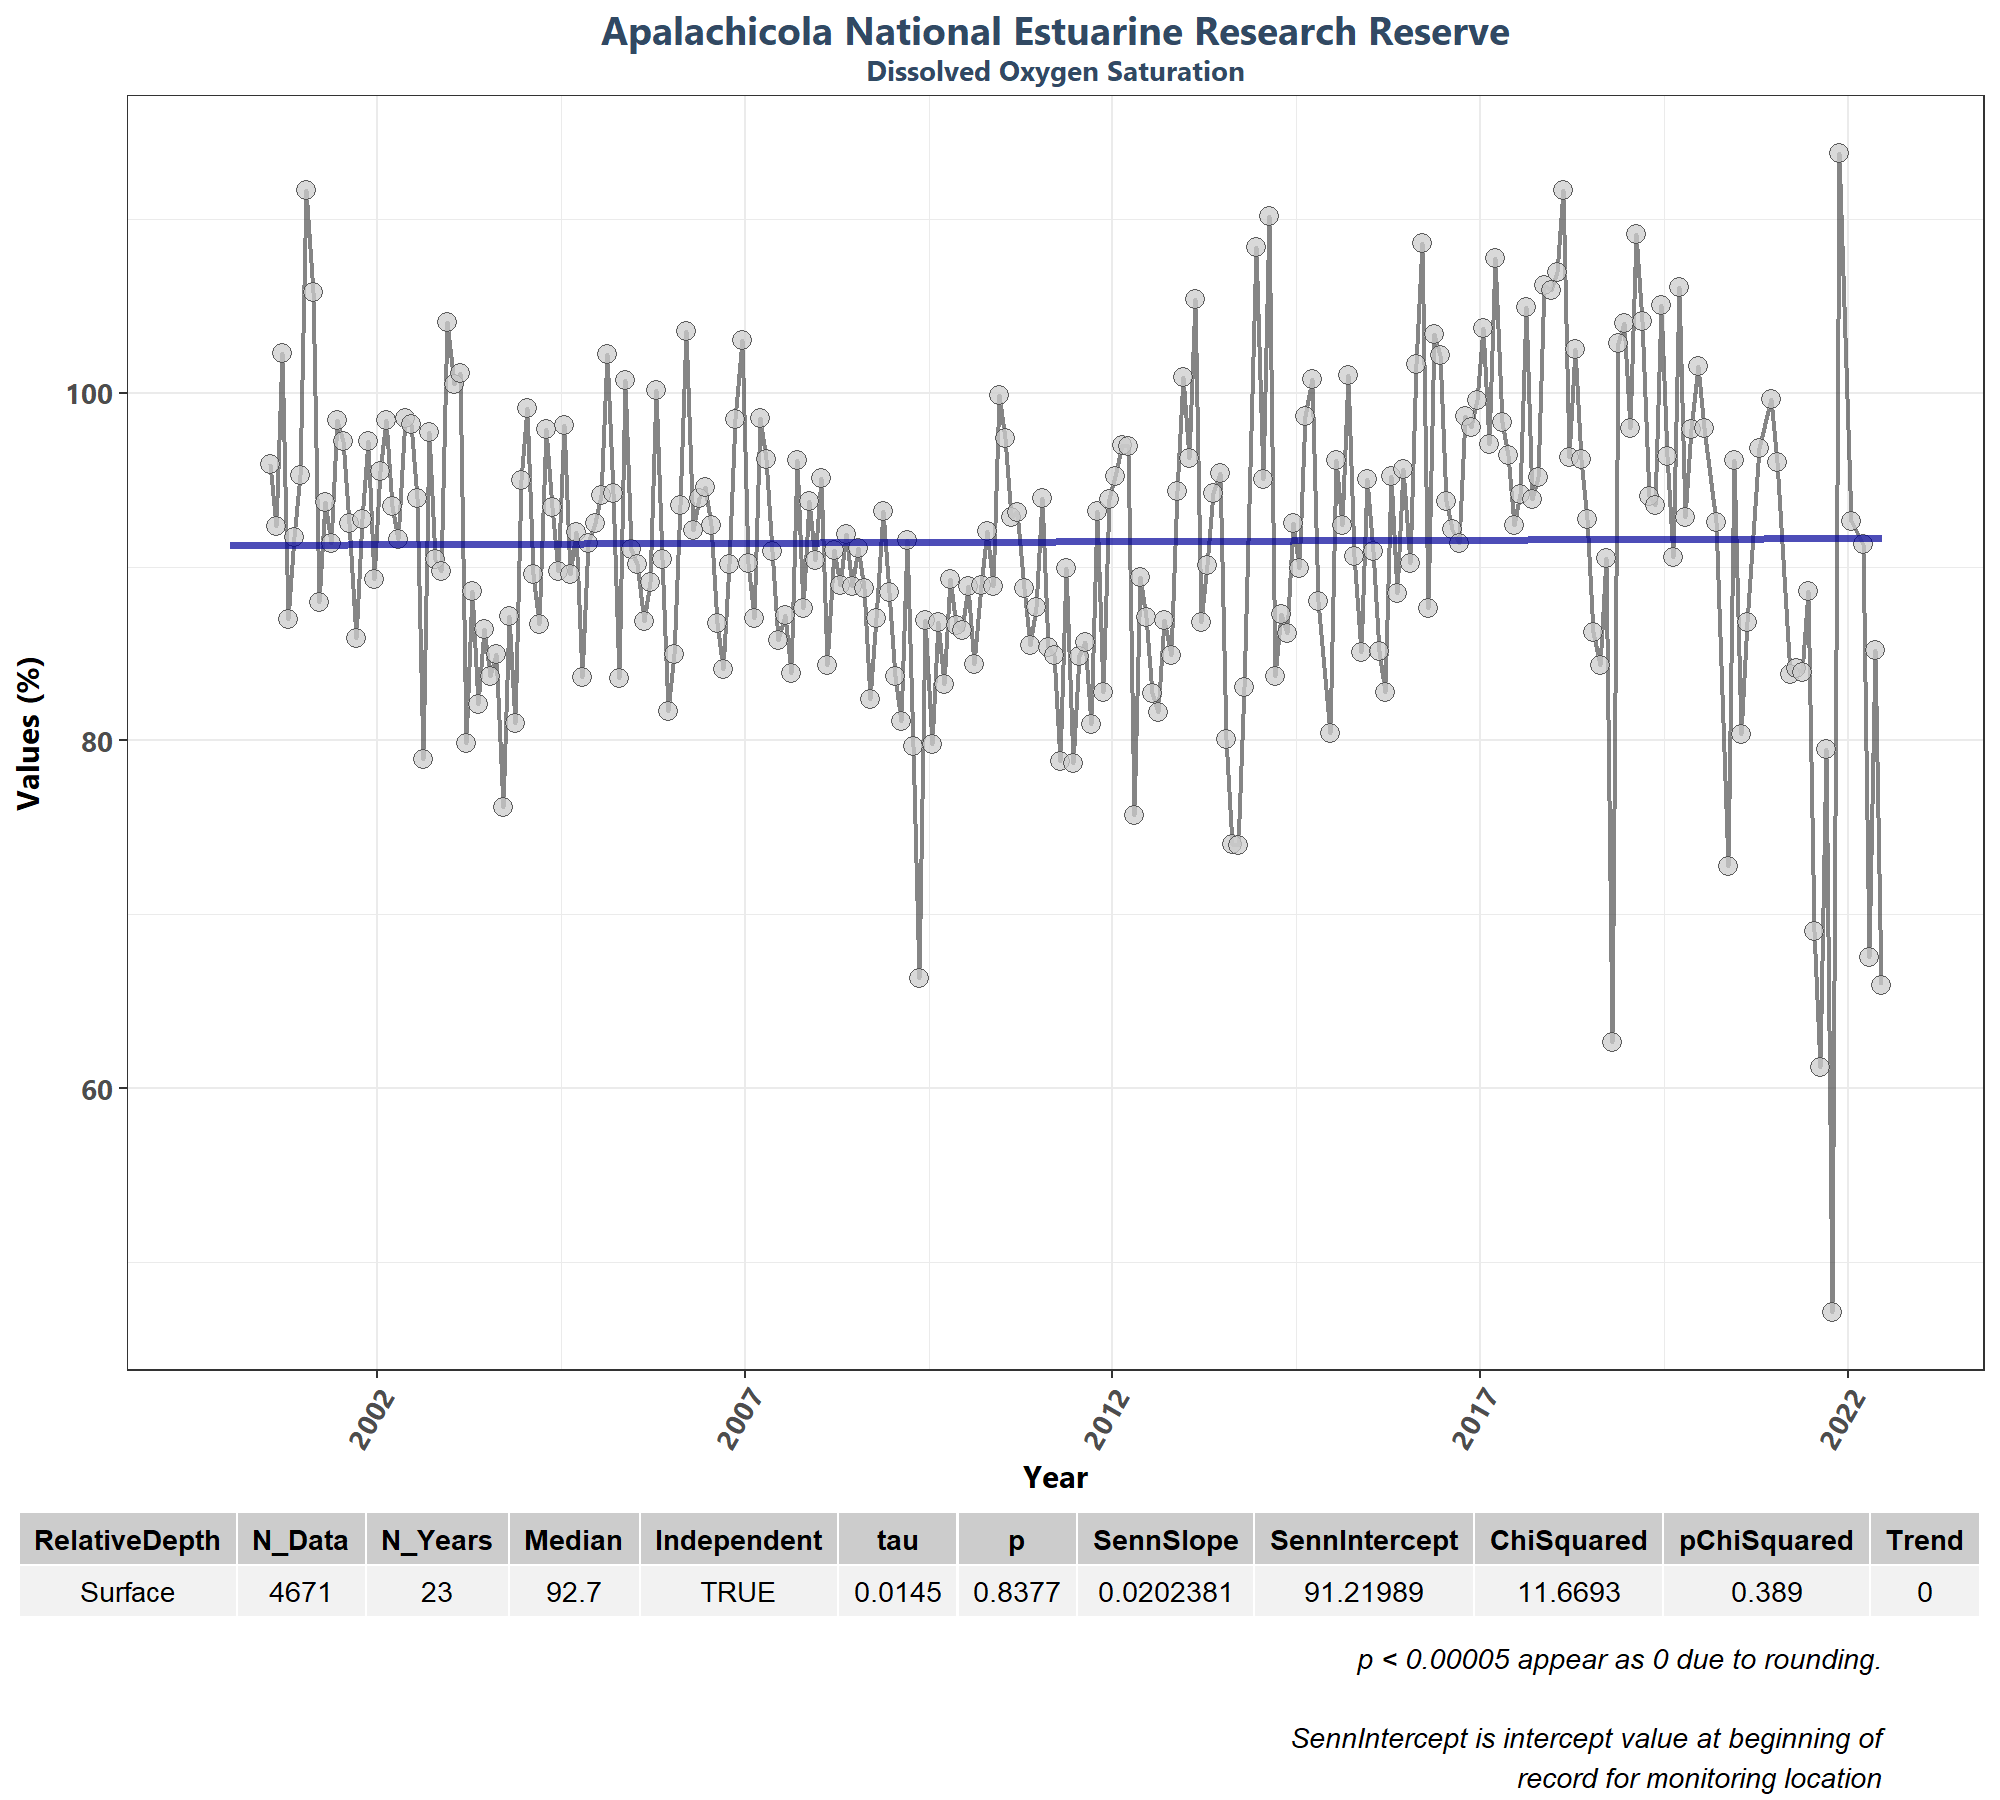 Apalachicola National Estuarine Research Reserve
Dissolved Oxygen Saturation
Values (%)
100
80
60
2002 2007 2012 2017 2022
Year
RelativeDepth N_Data N_Years Median Independent tau p SennSlope SennIntercept ChiSquared pChiSquared Trend
Surface 4671 23 92.7 TRUE 0.0145 0.8377 0.0202381 91.21989 11.6693 0.389 0
p < 0.00005 appear as 0 due to rounding.
SennIntercept is intercept value at beginning of
record for monitoring location